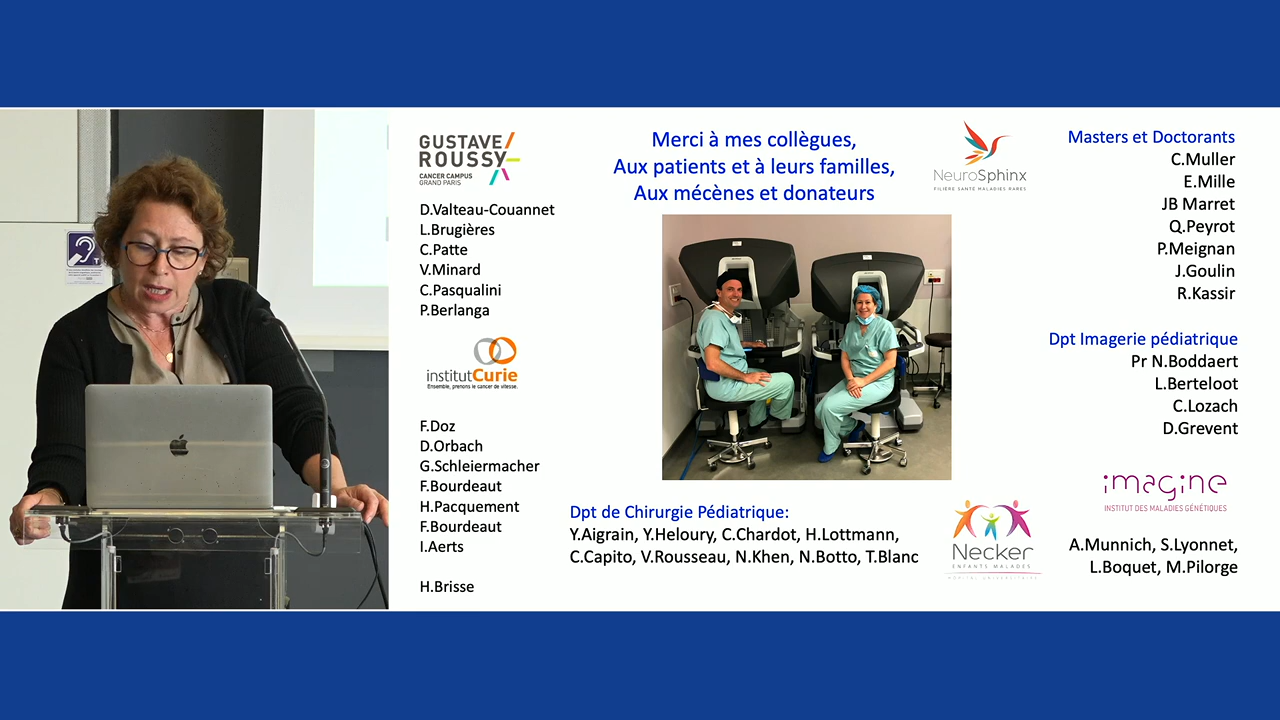 GUSTAVE/
ROUSSY
CANCER CAMPUS
GRAND PARIS
D.Valteau-Couannet
L.Brugières
C.Patte
V.Minard
C.Pasqualini
P.Berlanga
institutCurie
Ensemble, prenons le cancer de vitesse.
F.Doz
D.Orbach
G.Schleiermacher
F.Bourdeaut
H.Pacquement
F.Bourdeaut
I.Aerts
H.Brisse
Merci à mes collègues,
Aux patients et à leurs familles,
Aux mécènes et donateurs
Dpt de Chirurgie Pédiatrique:
Y.Aigrain, Y.Heloury, C.Chardot, H.Lottmann,
C.Capito, V.Rousseau, N.Khen, N.Botto, T.Blanc
NeuroSphinx
FILIÈRE SANTÉ MALADIES RARES
Necker
ENFANTS MALADES
HÔPITAL UNIVERSITAIRE
Masters et Doctorants
C.Muller
E.Mille
JB Marret
Q.Peyrot
P.Meignan
J.Goulin
R.Kassir
Dpt Imagerie pédiatrique
Pr N.Boddaert
L.Berteloot
C.Lozach
D.Grevent
imagine
INSTITUT DES MALADIES GÉNÉTIQUES
A.Munnich, S.Lyonnet,
L.Boquet, M.Pilorge